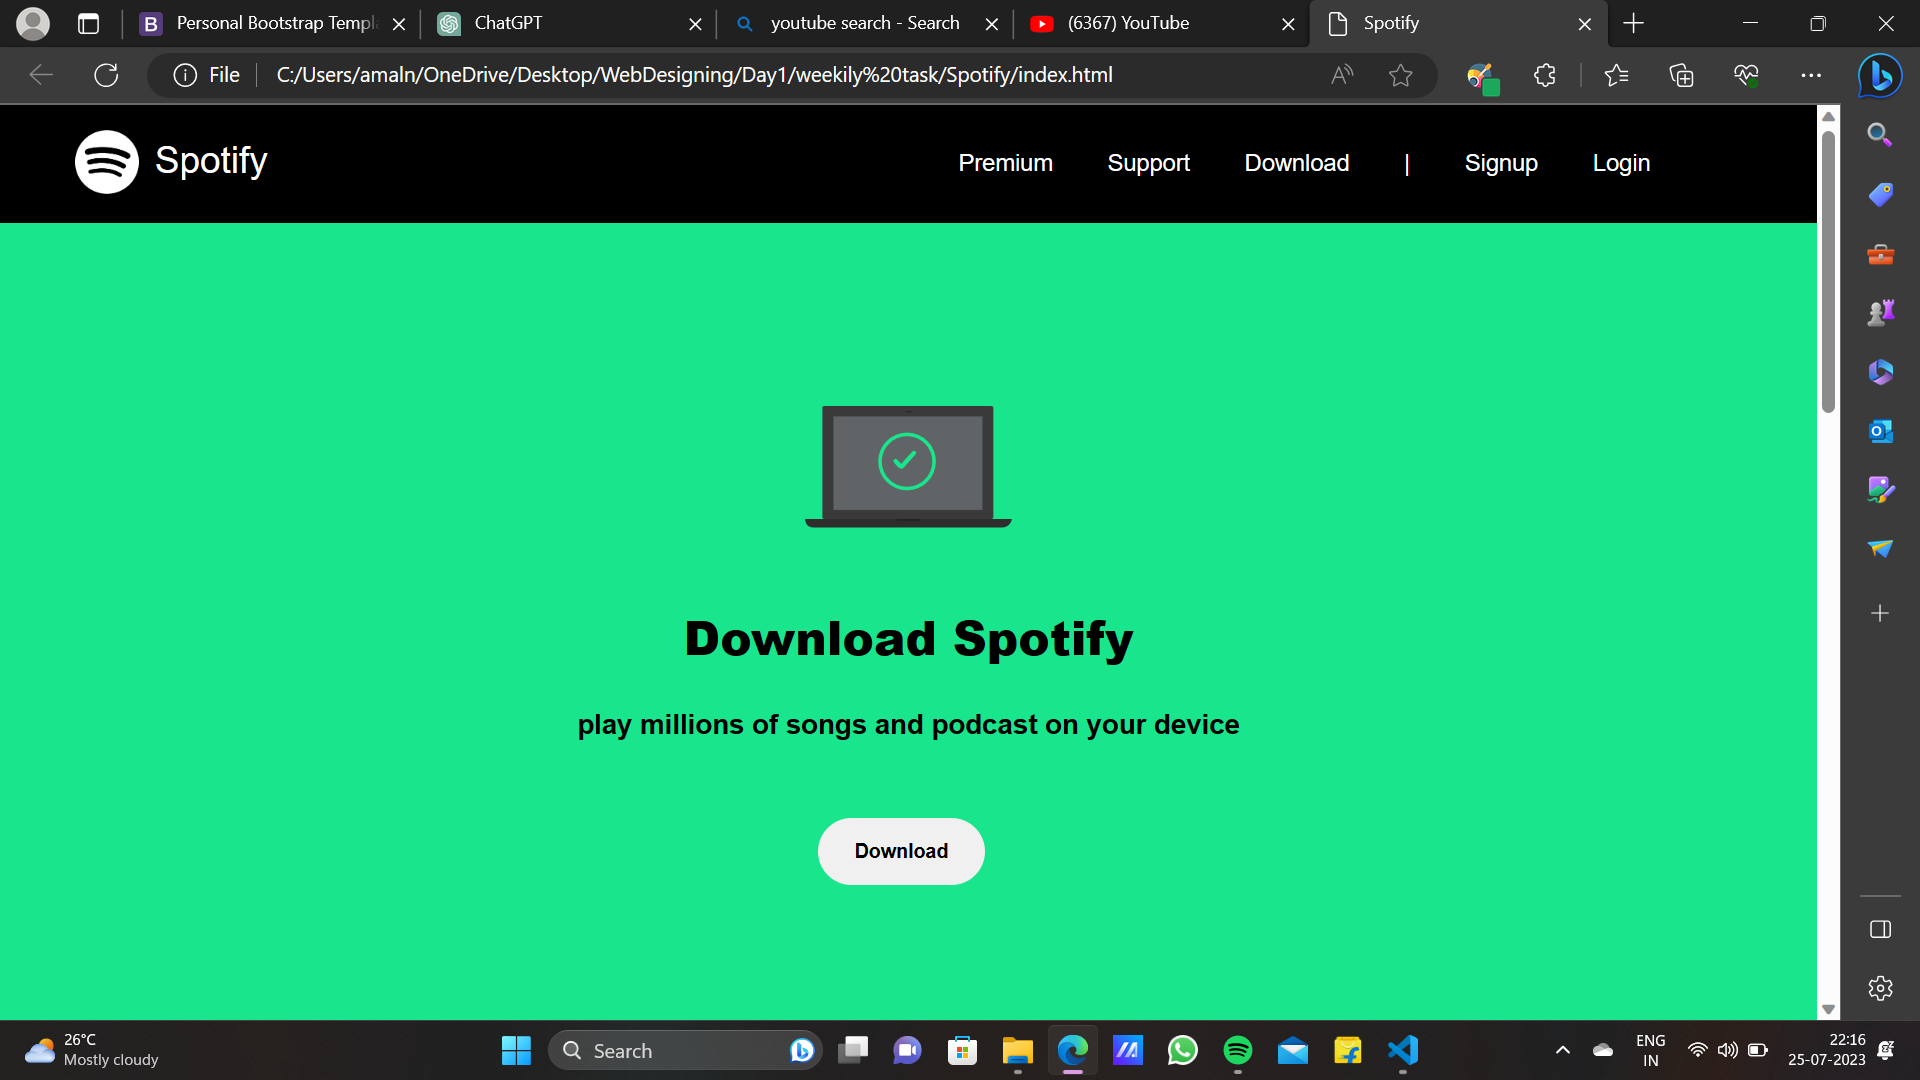 Personal Bootstrap Templ
ChatGPT
youtube search - Search
(6367) YouTube
Spotify
File
C:/Users/amaln/OneDrive/Desktop/WebDesigning/Day1/weekily%20task/Spotify/index.html
Spotify
Premium
Support
Download
|
Signup
Login
Download Spotify
play millions of songs and podcast on your device
Download
26°C
Mostly cloudy
Search
ENG
IN
22:16
25-07-2023